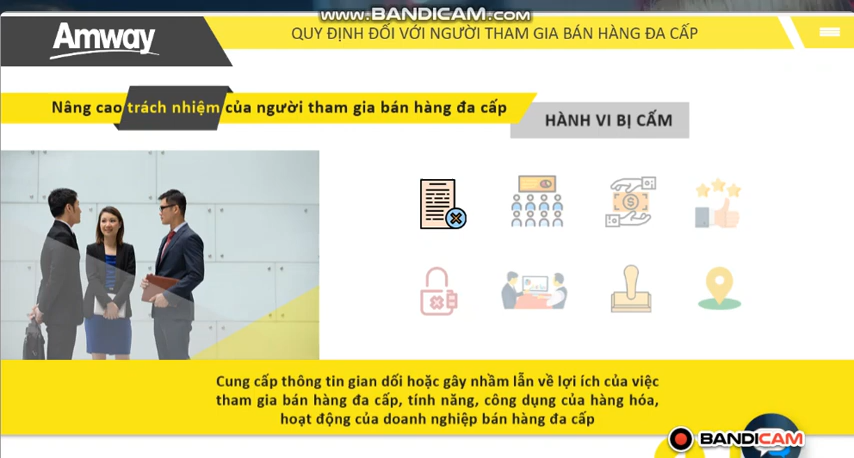 www.BANDICAM.com
Amway
QUY ĐỊNH ĐỐI VỚI NGƯỜI THAM GIA BÁN HÀNG ĐA CẤP
Nâng cao trách nhiệm của người tham gia bán hàng đa cấp
HÀNH VI BỊ CẤM
Cung cấp thông tin gian dối hoặc gây nhầm lẫn về lợi ích của việc
tham gia bán hàng đa cấp, tính năng, công dụng của hàng hóa,
hoạt động của doanh nghiệp bán hàng đa cấp
BANDICAM